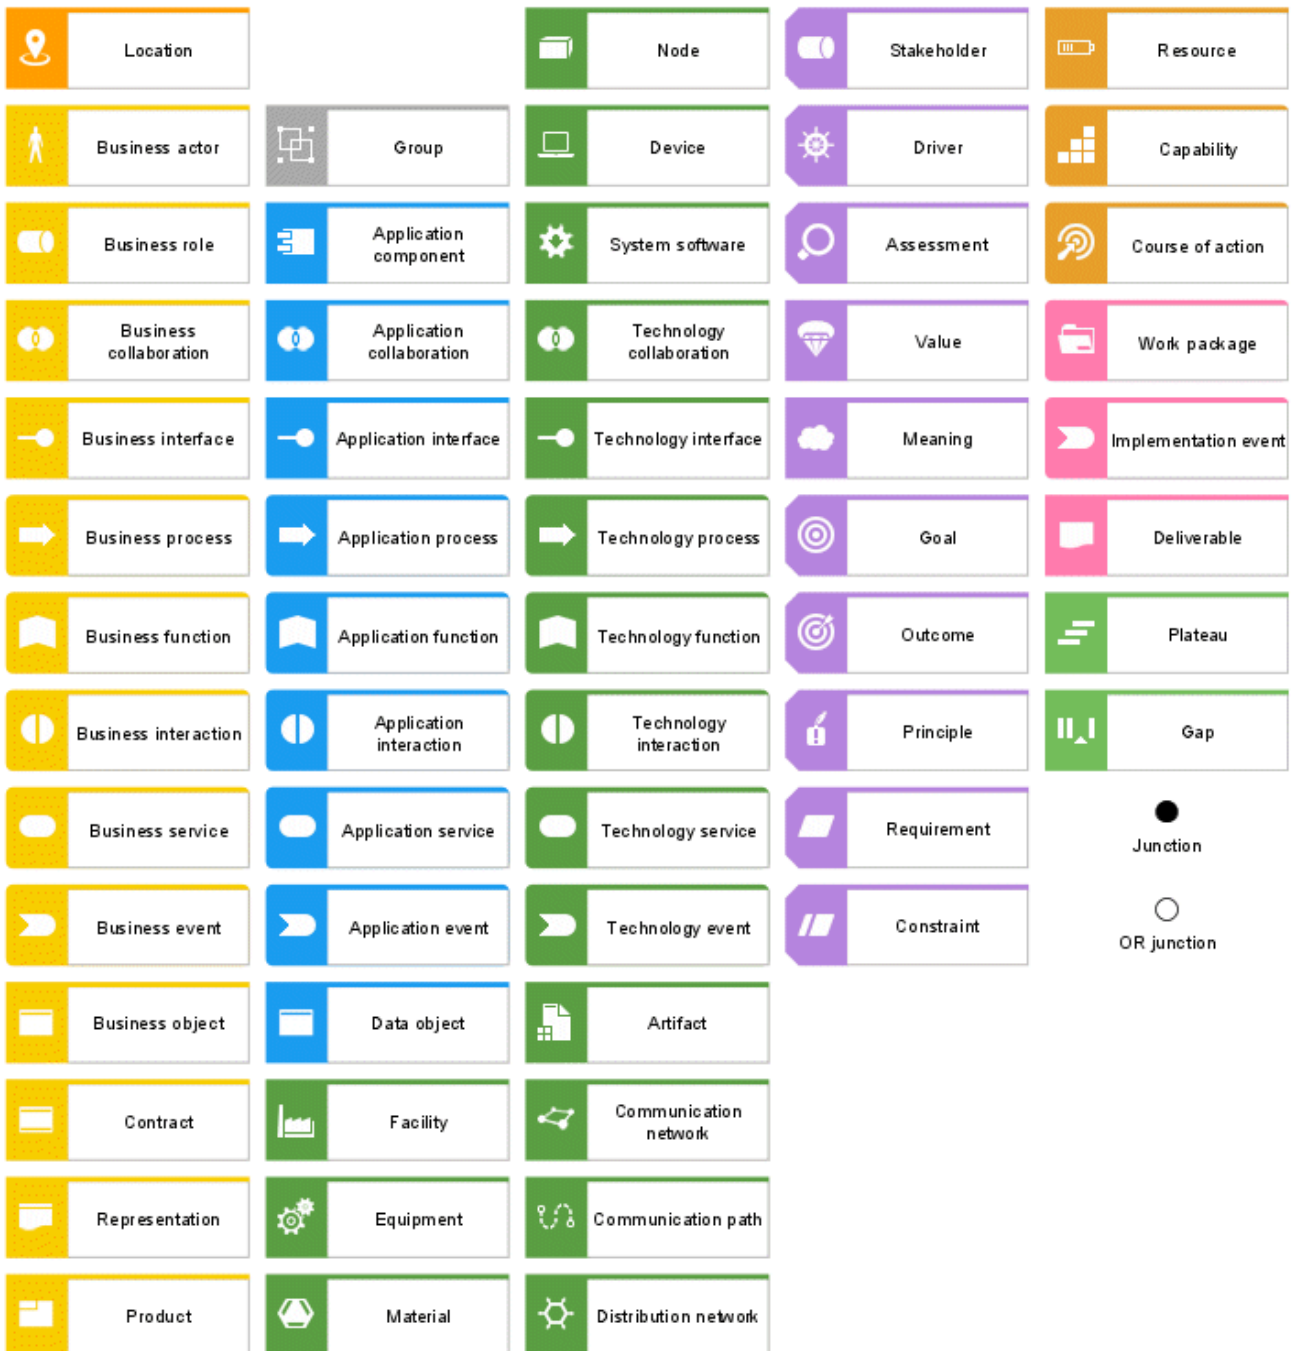 Location
Node
Stakeholder
Resource
Business actor
Group
Device
Driver
Capability
Business role
Application
component
System software
Assessment
Course of action
Business
collaboration
Application
collaboration
Technology
collaboration
Value
Work package
Business interface
Application interface
Technology interface
Meaning
Implementation event
Business process
Application process
Technology process
Goal
Deliverable
Business function
Application function
Technology function
Outcome
Plateau
Business interaction
Application
interaction
Technology
interaction
Principle
Gap
Business service
Application service
Technology service
Requirement
Junction
Business event
Application event
Technology event
Constraint
OR junction
Business object
Data object
Artifact
Contract
Facility
Communication
network
Representation
Equipment
Communication path
Product
Material
Distribution network